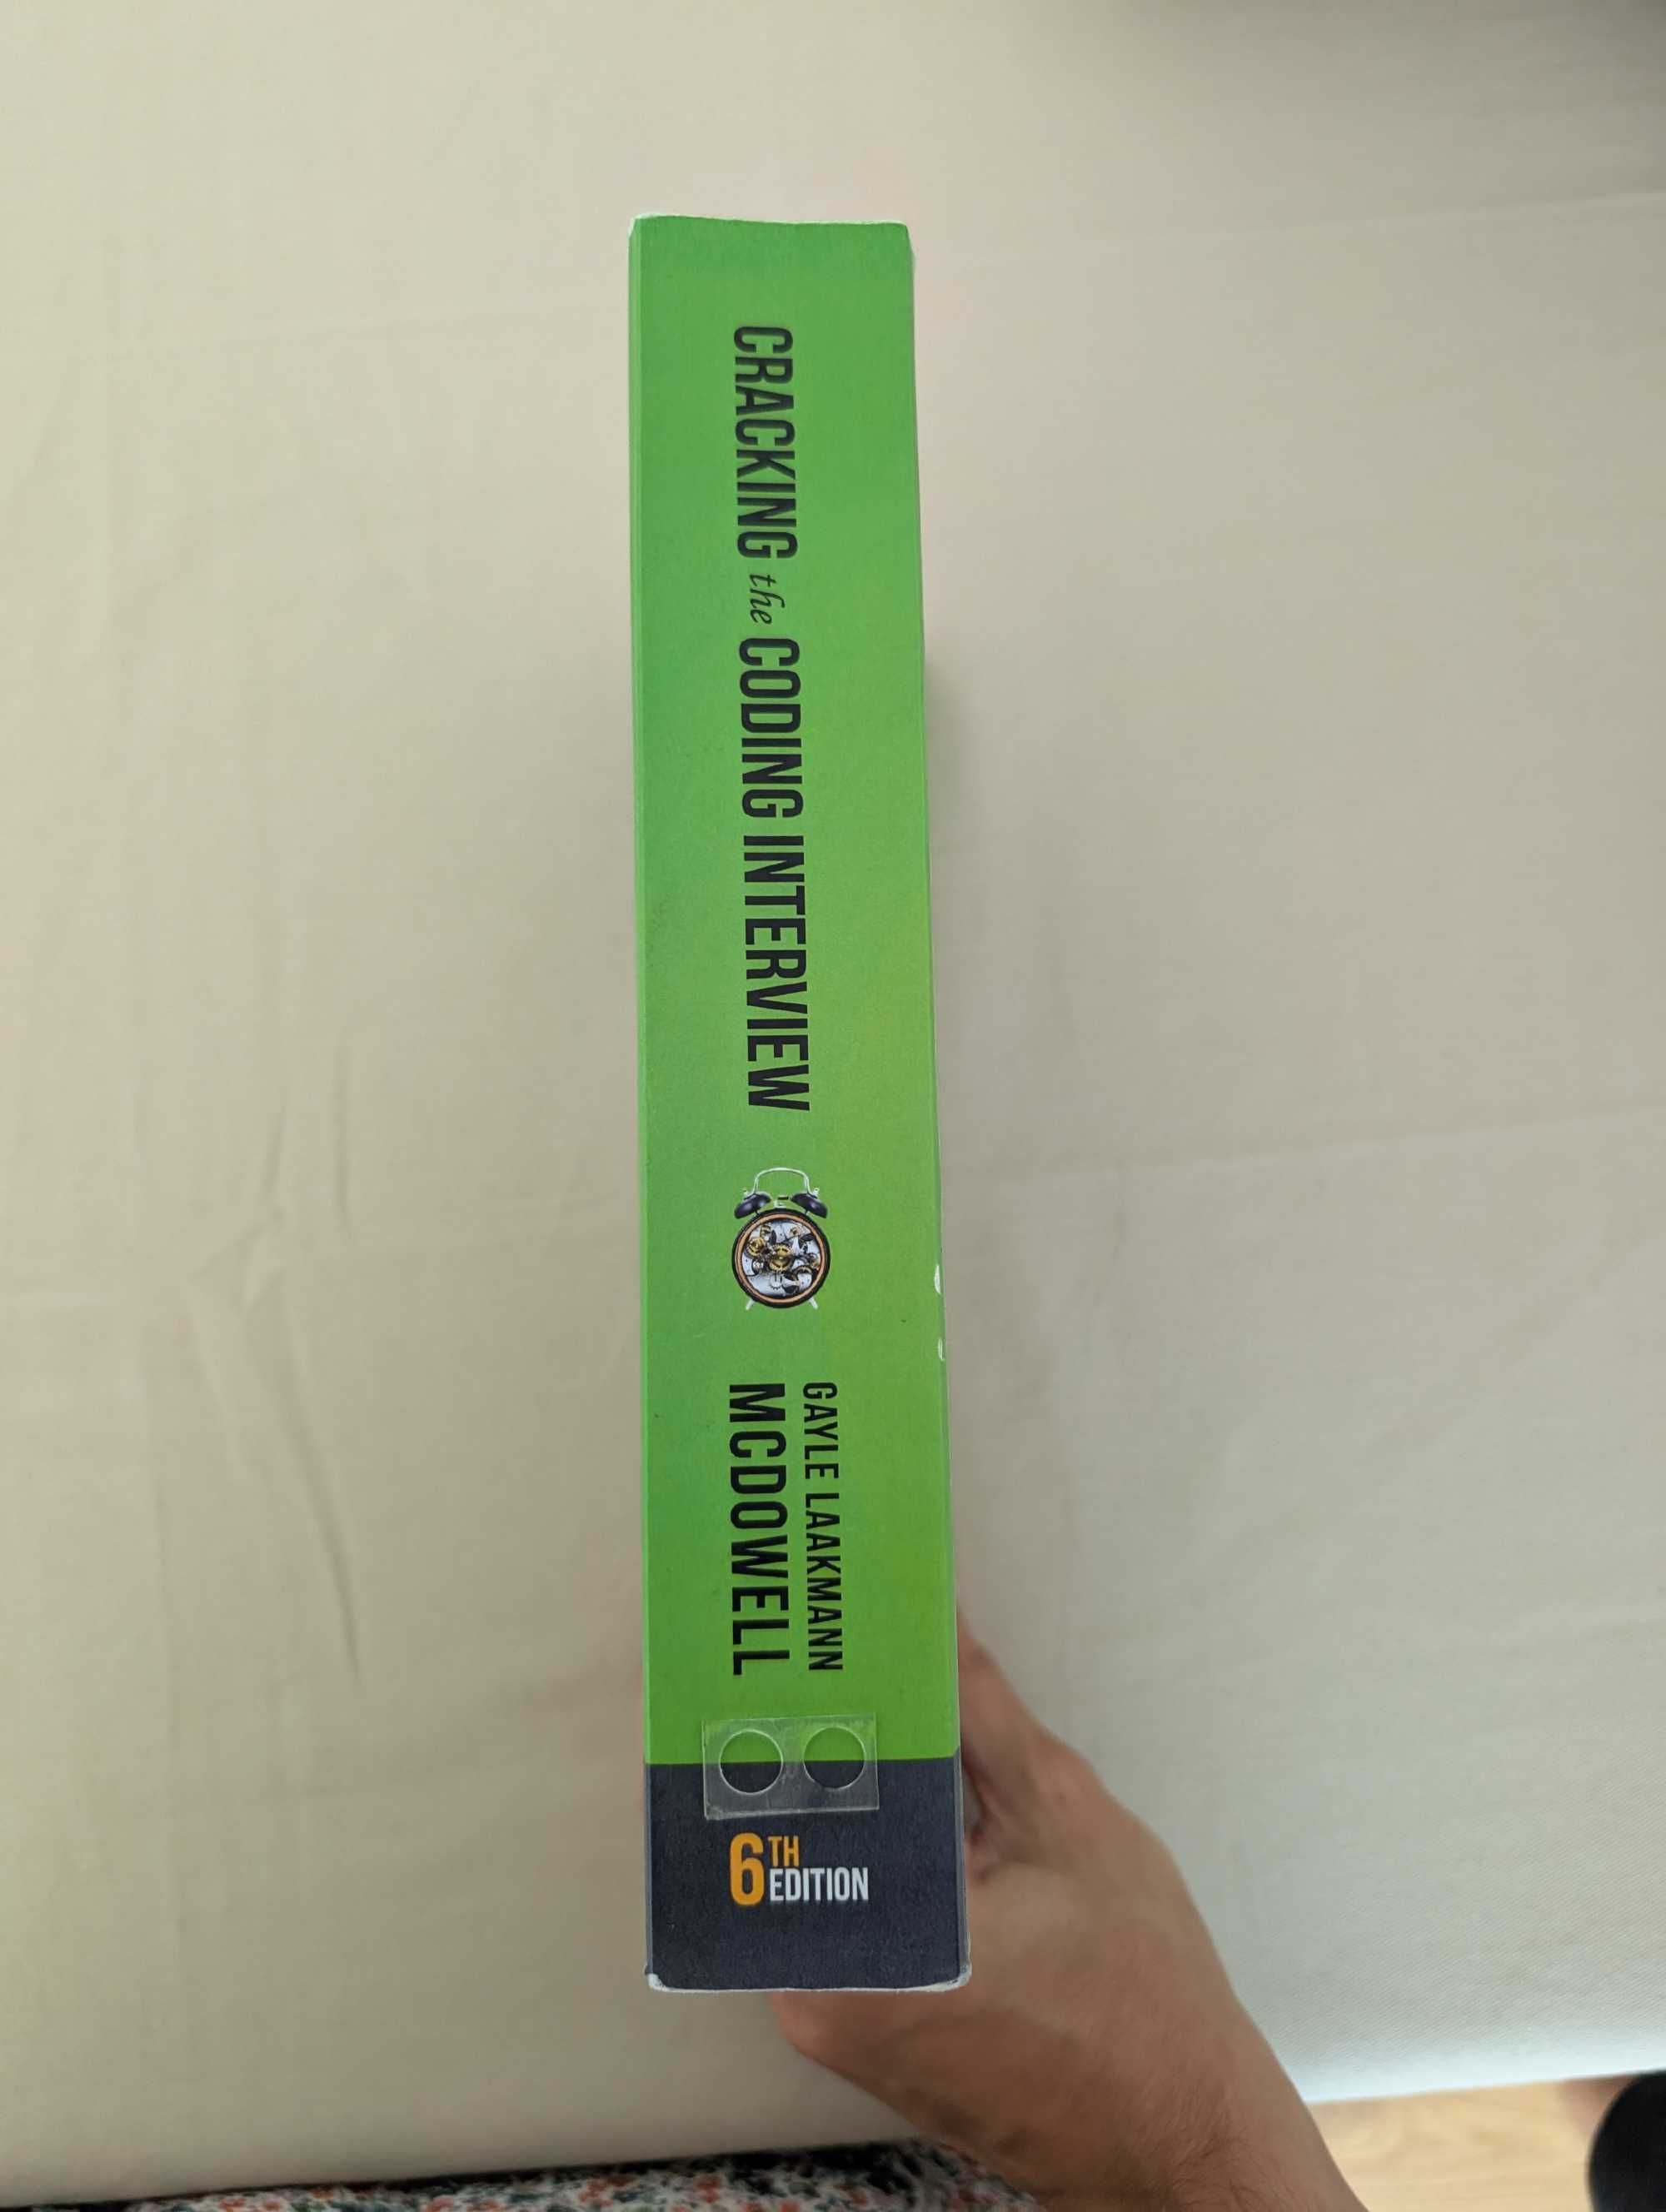 CRACKING the CODING INTERVIEW
GAYLE LAAKMANN
MCDOWELL
6TH
EDITION